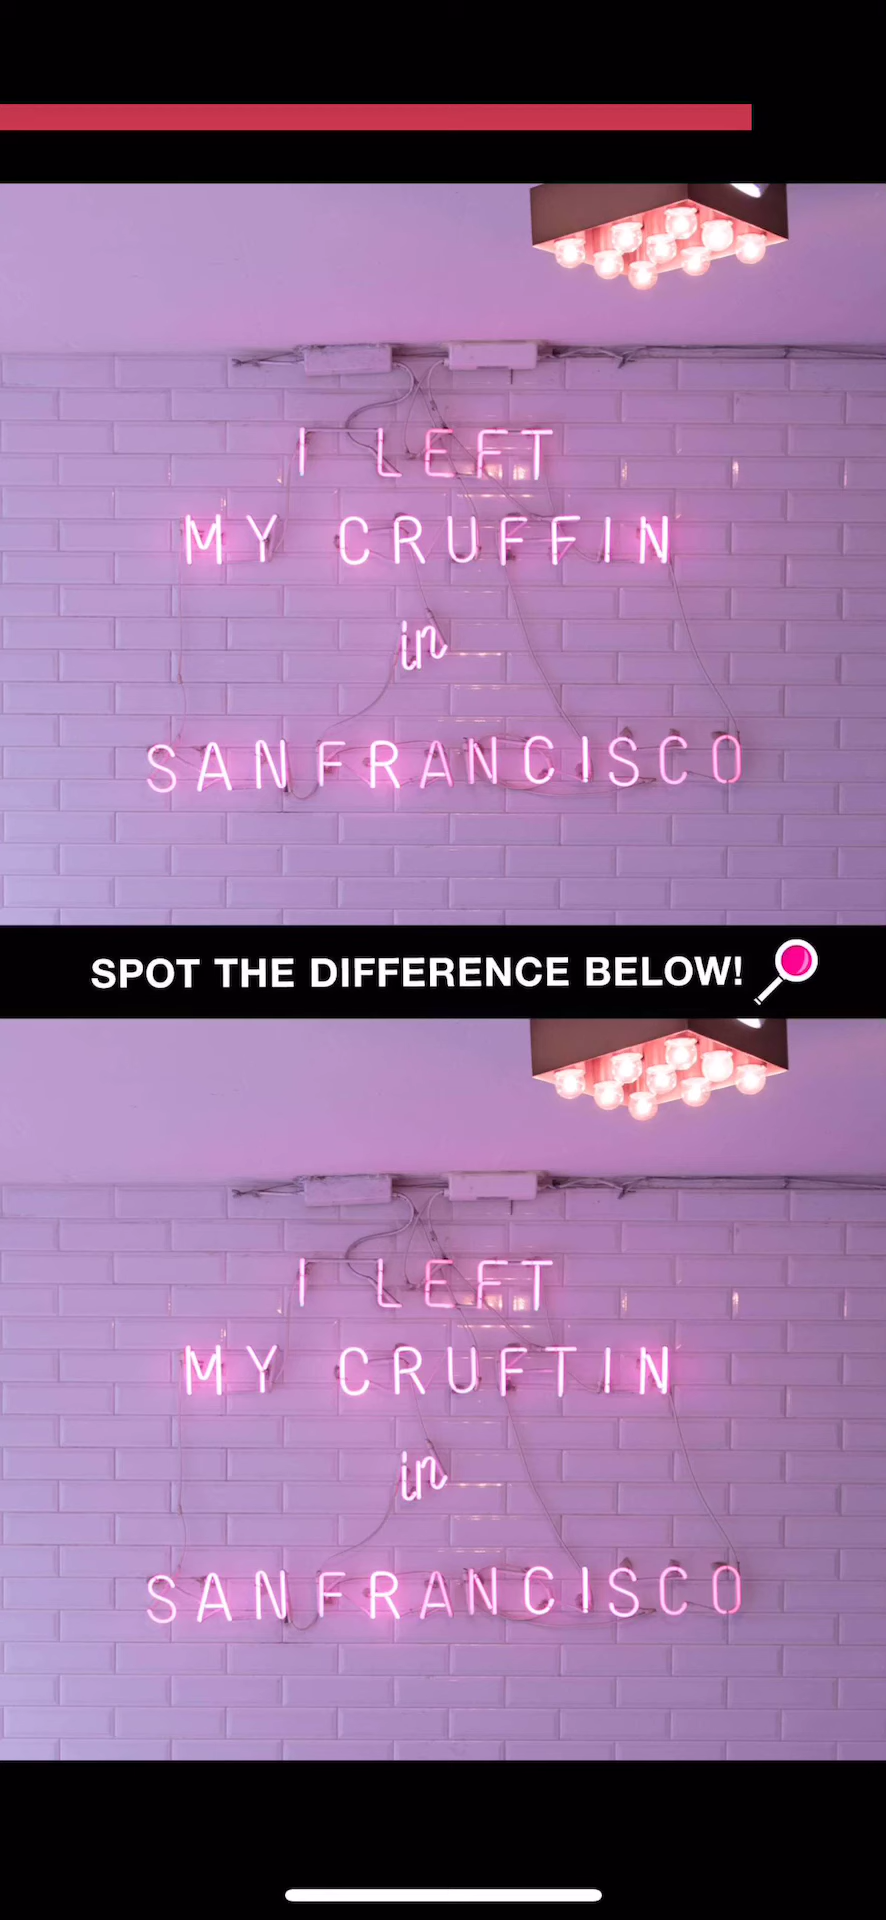 I LEFT
MY CRUFFIN
in
SANFRANCISCO
SPOT THE DIFFERENCE BELOW!
I LEFT
MY CRUFTIN
in
SANFRANCISCO